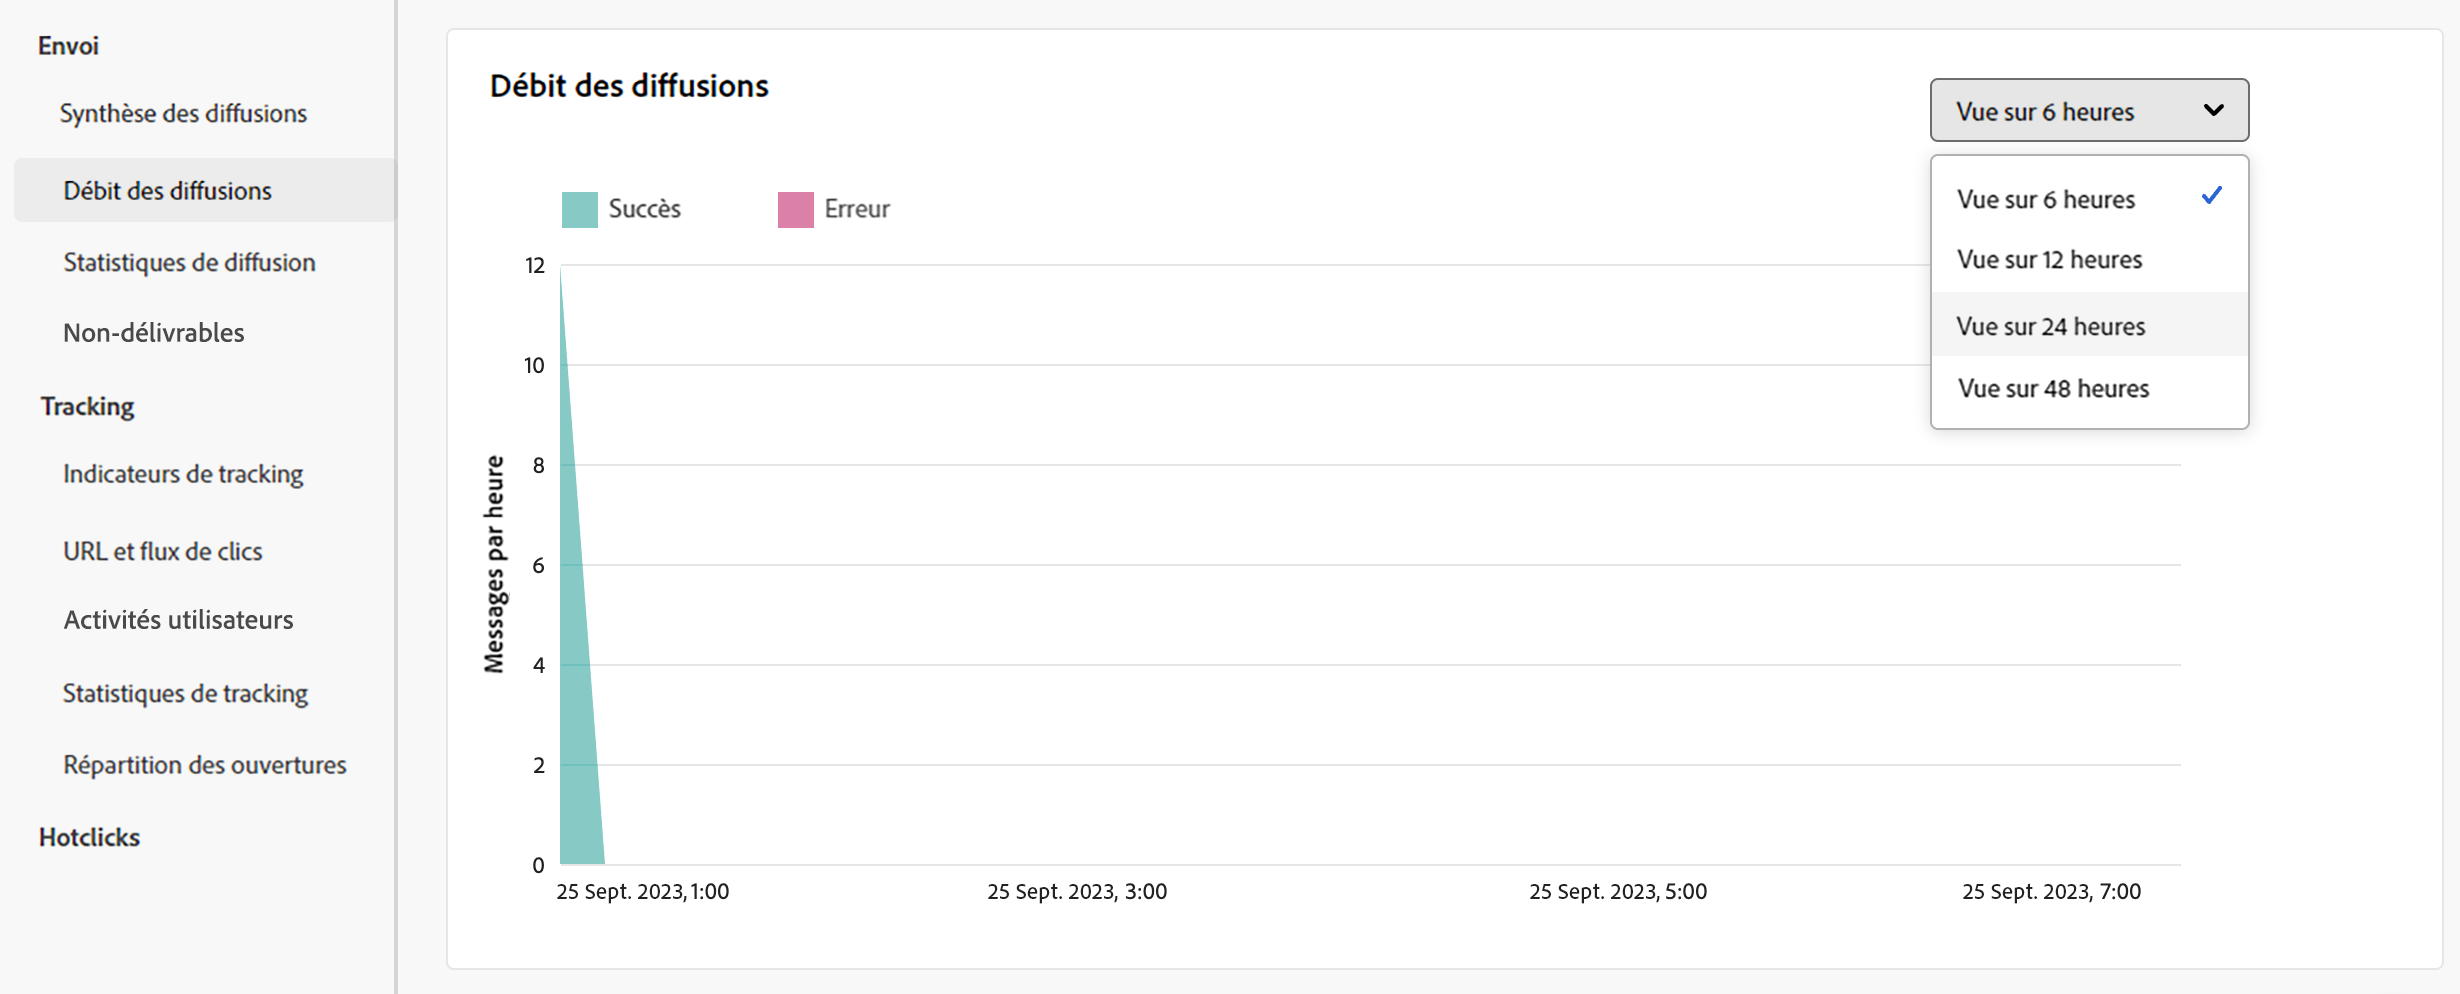 Envoi
Synthèse des diffusions
Débit des diffusions
Statistiques de diffusion
Non-délivrables
Tracking
Indicateurs de tracking
URL et flux de clics
Activités utilisateurs
Statistiques de tracking
Répartition des ouvertures
Hotclicks
Débit des diffusions
Vue sur 6 heures
Vue sur 6 heures
Vue sur 12 heures
Vue sur 24 heures
Vue sur 48 heures
Succès
Erreur
Messages par heure
12
10
8
6
4
2
0
25 Sept. 2023, 1:00
25 Sept. 2023, 3:00
25 Sept. 2023, 5:00
25 Sept. 2023, 7:00